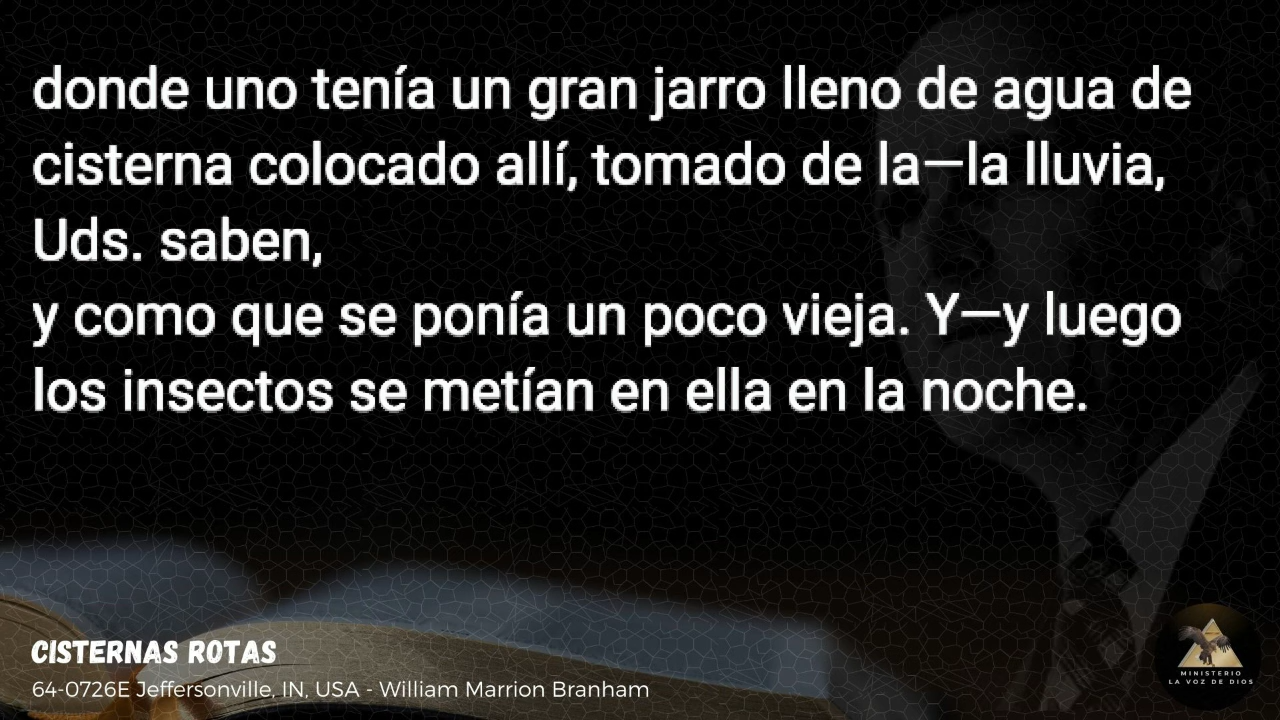 donde uno tenía un gran jarro lleno de agua de
cisterna colocado allí, tomado de la—la lluvia,
Uds. saben,
y como que se ponía un poco vieja. Y—y luego
los insectos se metían en ella en la noche.
CISTERNAS ROTAS
64-0726E Jeffersonville, IN, USA - William Marrion Branham
MINISTERIO
LA VOZ DE DIOS